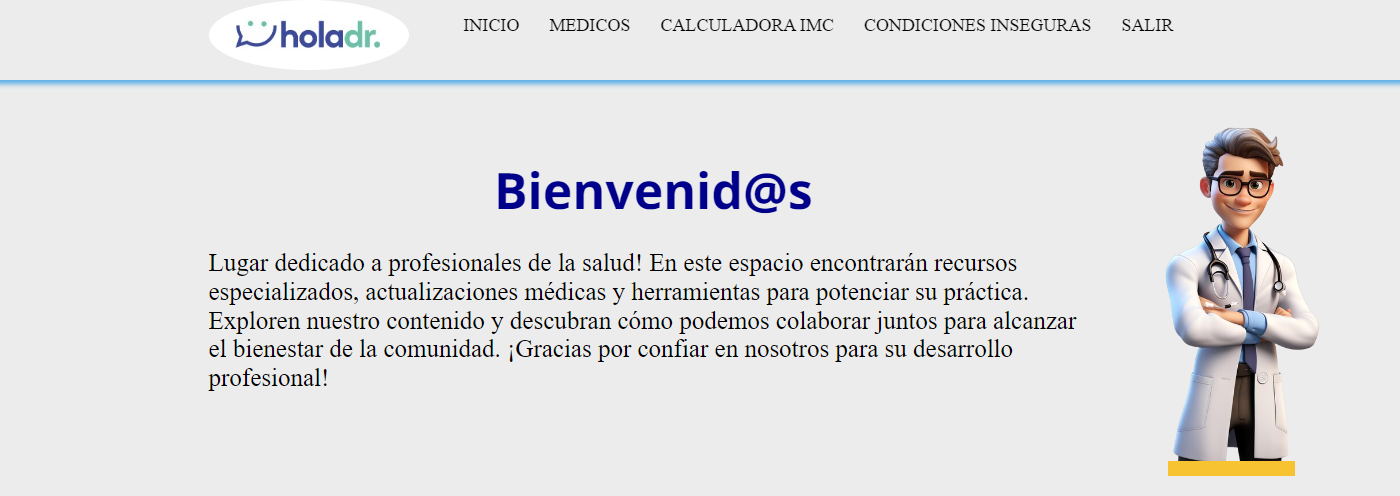 holadr.
INICIO MEDICOS CALCULADORA IMC CONDICIONES INSEGURAS SALIR
Bienvenid@s
Lugar dedicado a profesionales de la salud! En este espacio encontrarán recursos
especializados, actualizaciones médicas y herramientas para potenciar su práctica.
Exploren nuestro contenido y descubran cómo podemos colaborar juntos para alcanzar
el bienestar de la comunidad. ¡Gracias por confiar en nosotros para su desarrollo
profesional!